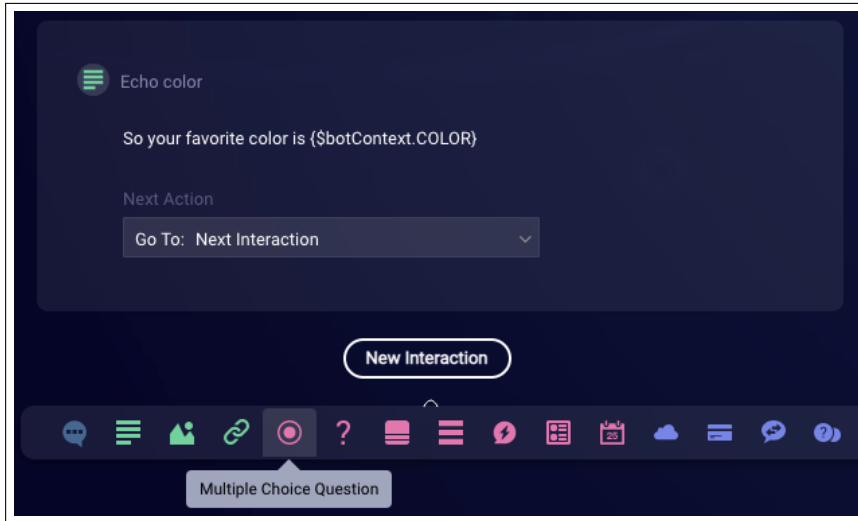 Echo color
So your favorite color is {$botContext.COLOR}
Next Action
Go To: Next Interaction
New Interaction
?
25
?
Multiple Choice Question